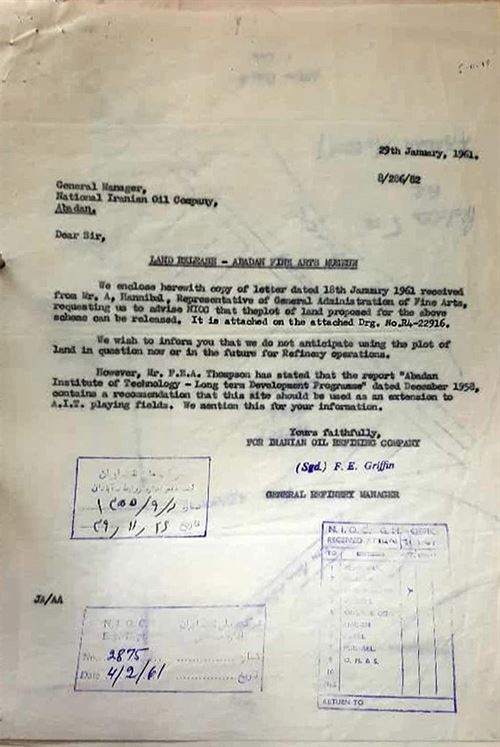 29th January, 1961.
8/286/82
General Manager,
National Iranian Oil Company,
Abadan.
Dear Sir,
LAND RELEASE - ABADAN FINE ARTS MUSEUM
We enclose herewith copy of letter dated 18th January 1961 received
from Mr. A, Hannibal, Representative of General Administration of Fine Arts,
requesting us to advise NIOC that theplot of land proposed for the above
scheme can be released. It is attached on the attached Drg. No.R4-22916.
We wish to inform you that we do not anticipate using the plot of
land in question now or in the future for Refinery operations.
However, Mr. F.E.A. Thompson has stated that the report "Abadan
Institute of Technology - Long term Development Programme" dated December 1958,
contains a recommendation that this site should be used as an extension to
A.I.T. playing fields. We mention this for your information.
Yours faithfully,
FOR IRANIAN OIL REFINING COMPANY
(Sgd.) F. E. Griffin
GENERAL REFINERY MANAGER
N.I.O.C. G.M. OFFICE
RECEIVED
TO
JA/AA
N.I.O.C.
No. 2875
Date 4/2/61
شماره
تاریخ
RETURN TO